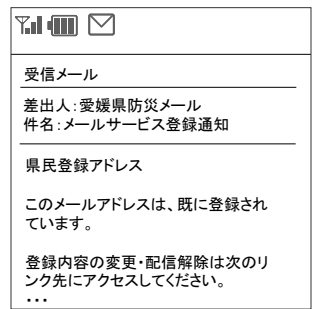 受信メール
差出人：愛媛県防災メール
件名：メールサービス登録通知
県民登録アドレス
このメールアドレスは、既に登録され
ています。
登録内容の変更・配信解除は次のリ
ンク先にアクセスしてください。
・・・